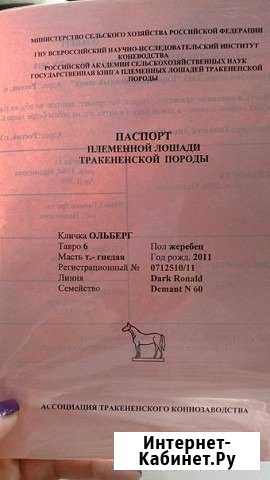 МИНИСТЕРСТВО СЕЛЬСКОГО ХОЗЯЙСТВА РОССИЙСКОЙ ФЕДЕРАЦИИ
ГНУ ВСЕРОССИЙСКИЙ НАУЧНО-ИССЛЕДОВАТЕЛЬСКИЙ ИНСТИТУТ
КОНЕВОДСТВА
РОССИЙСКОЙ АКАДЕМИИ СЕЛЬСКОХОЗЯЙСТВЕННЫХ НАУК
ГОСУДАРСТВЕННАЯ КНИГА ПЛЕМЕННЫХ ЛОШАДЕЙ ТРАКЕНЕНСКОЙ
ПОРОДЫ
ПАСПОРТ
ПЛЕМЕННОЙ ЛОШАДИ
ТРАКЕНЕНСКОЙ ПОРОДЫ
Кличка ОЛЬБЕРГ
Тавро 6 Пол жеребец
Масть т.- гнедая Год рожд. 2011
Регистрационный № 0712510/11
Линия Dark Ronald
Семейство Demant N 60
АССОЦИАЦИЯ ТРАКЕНЕНСКОГО КОННОЗАВОДСТВА
Интернет-
Кабинет.Ру